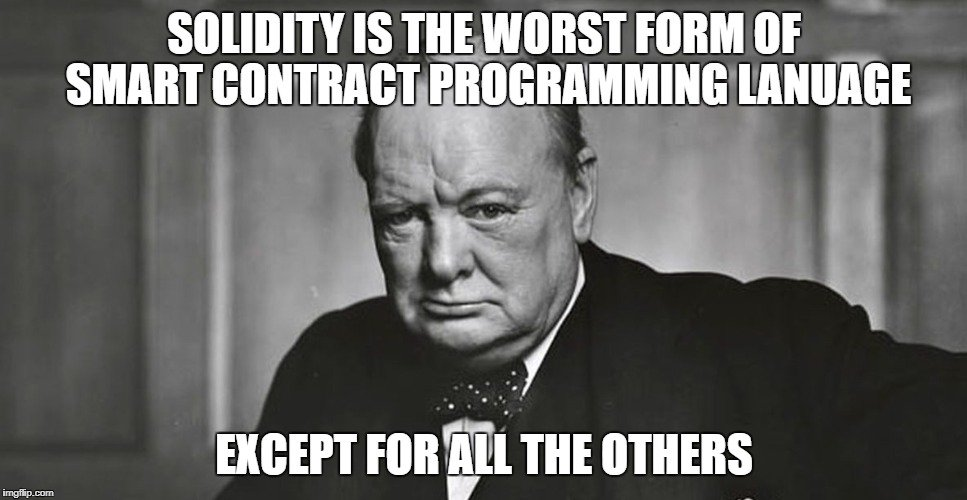 SOLIDITY IS THE WORST FORM OF
SMART CONTRACT PROGRAMMING LANUAGE
EXCEPT FOR ALL THE OTHERS
imgflip.com